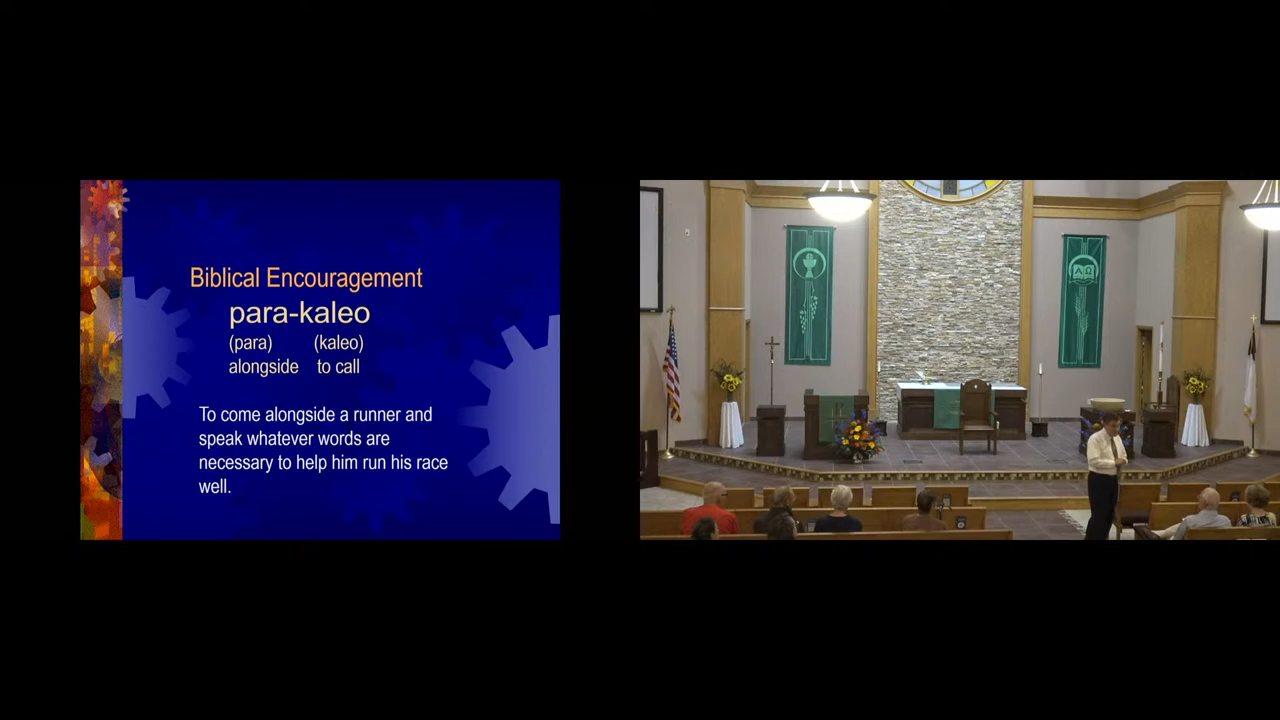 Biblical Encouragement
para-kaleo
(para) (kaleo)
alongside to call
To come alongside a runner and
speak whatever words are
necessary to help him run his race
well.
ΑΩ